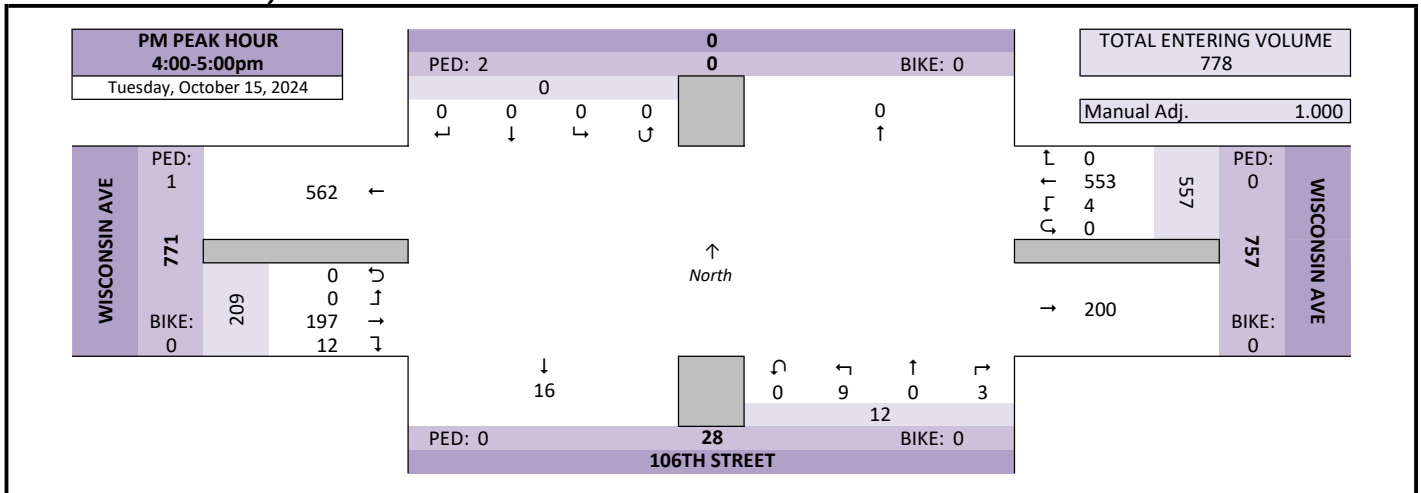 PM PEAK HOUR
4:00-5:00pm
Tuesday, October 15, 2024
0
PED: 2 0 BIKE: 0
0
0 0 0 0
↵ ↓ ↳ ↺
0
↑
TOTAL ENTERING VOLUME
778
Manual Adj. 1.000
WISCONSIN AVE
PED:
1
771
BIKE:
0
562 ←
209
0 ⮌
0 ⮥
197 →
12 ⮧
↑
North
↑ 0
← 553
↰ 4
⮎ 0
557
→ 200
PED:
0
757
BIKE:
0
WISCONSIN AVE
↓
16
↶ ↰ ↑ ↱
0 9 0 3
12
PED: 0 28 BIKE: 0
106TH STREET